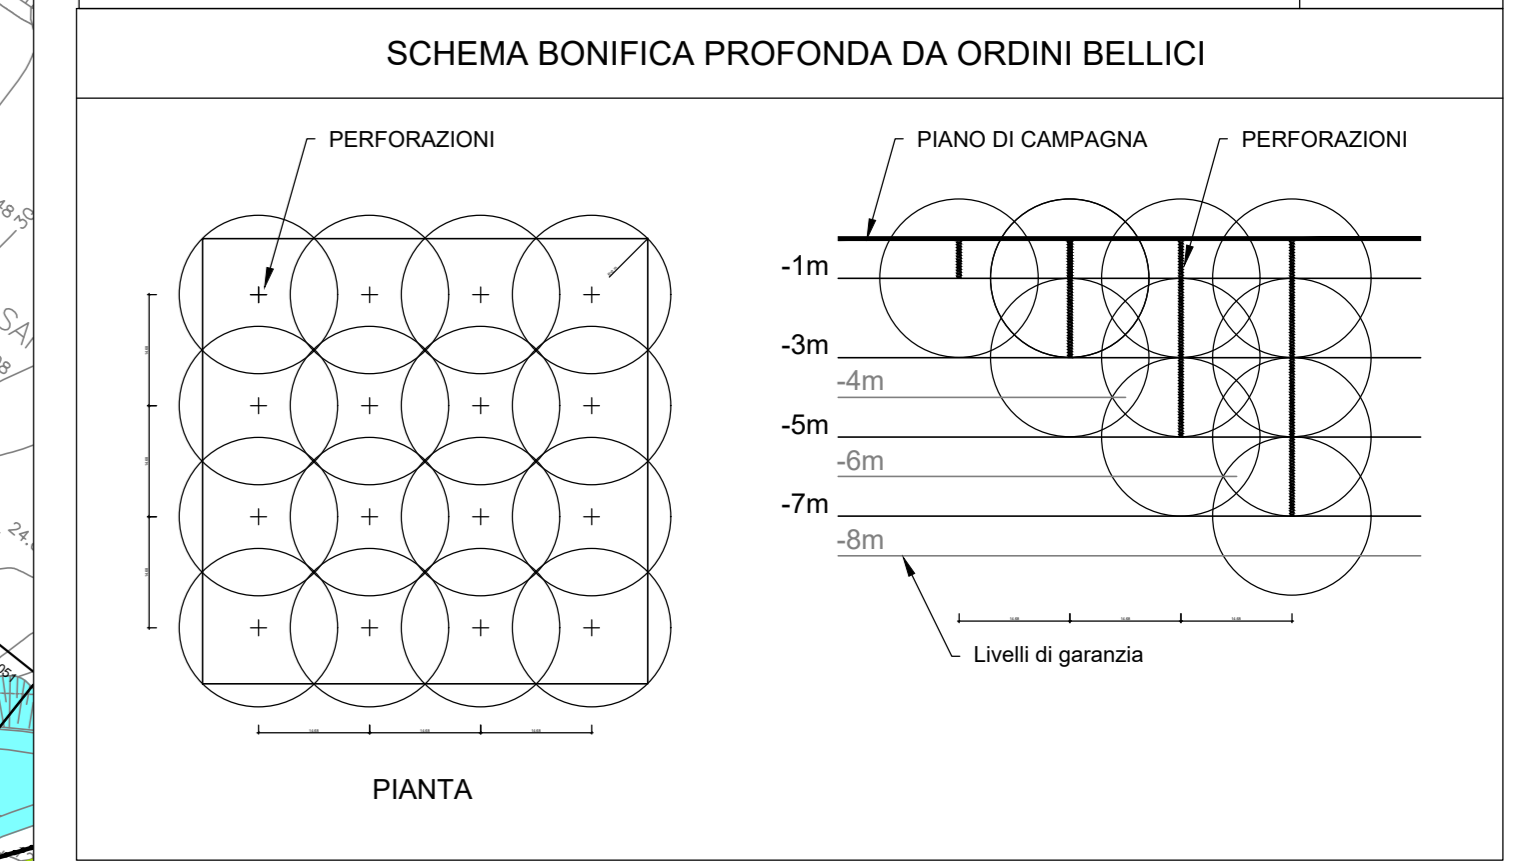 SCHEMA BONIFICA PROFONDA DA ORDINI BELLICI
PERFORAZIONI
PIANTA
PIANO DI CAMPAGNA
PERFORAZIONI
-1m
-3m
-4m
-5m
-6m
-7m
-8m
Livelli di garanzia